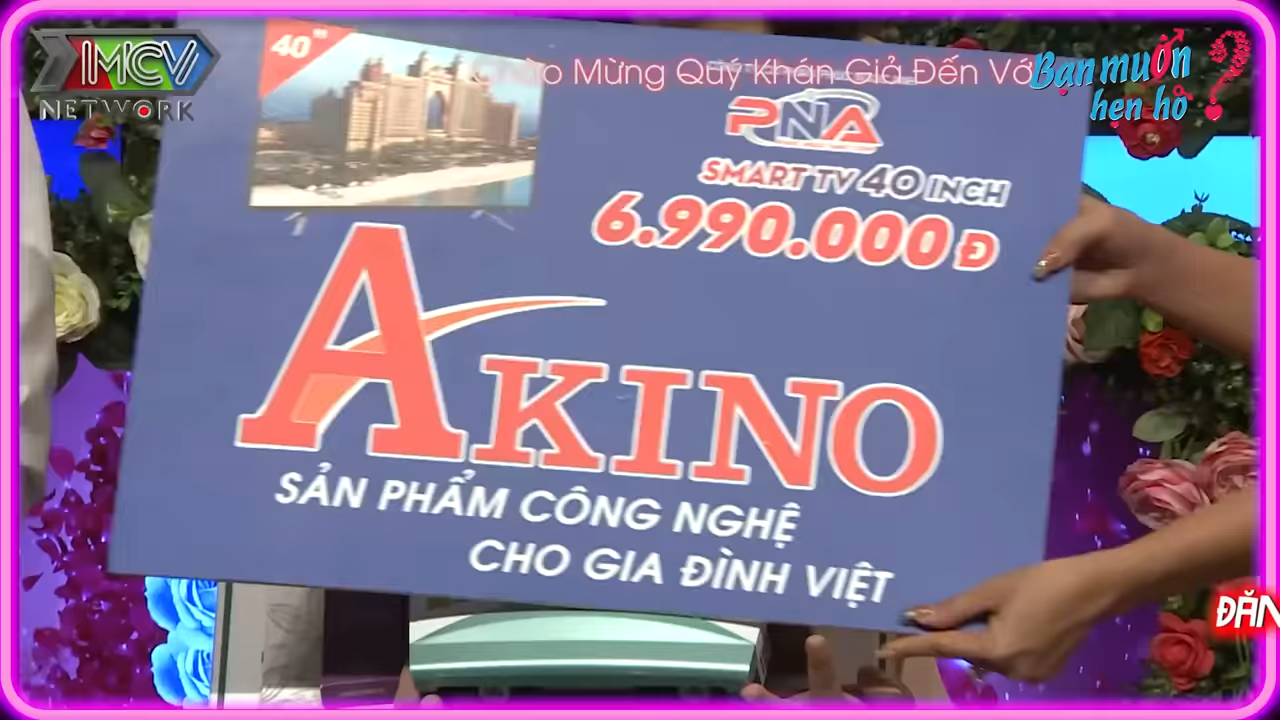 MCV
NETWORK
40"
Chào Mừng Quý Khán Giả Đến Vớ
Bạn muốn
hẹn hò ?
PNA
SMART TV 40 INCH
6.990.000 Đ
AKINO
SẢN PHẨM CÔNG NGHỆ
CHO GIA ĐÌNH VIỆT
ĐĂN